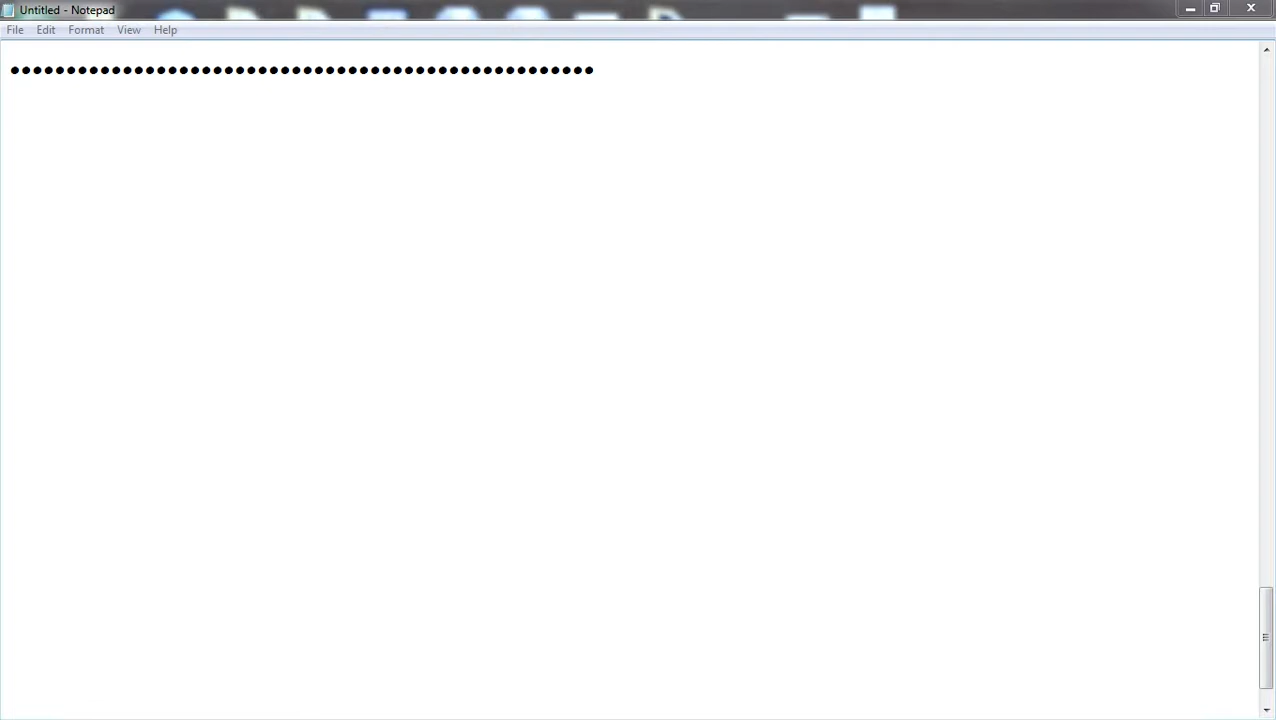 Untitled - Notepad
File Edit Format View Help
••••••••••••••••••••••••••••••••••••••••••••••••••••